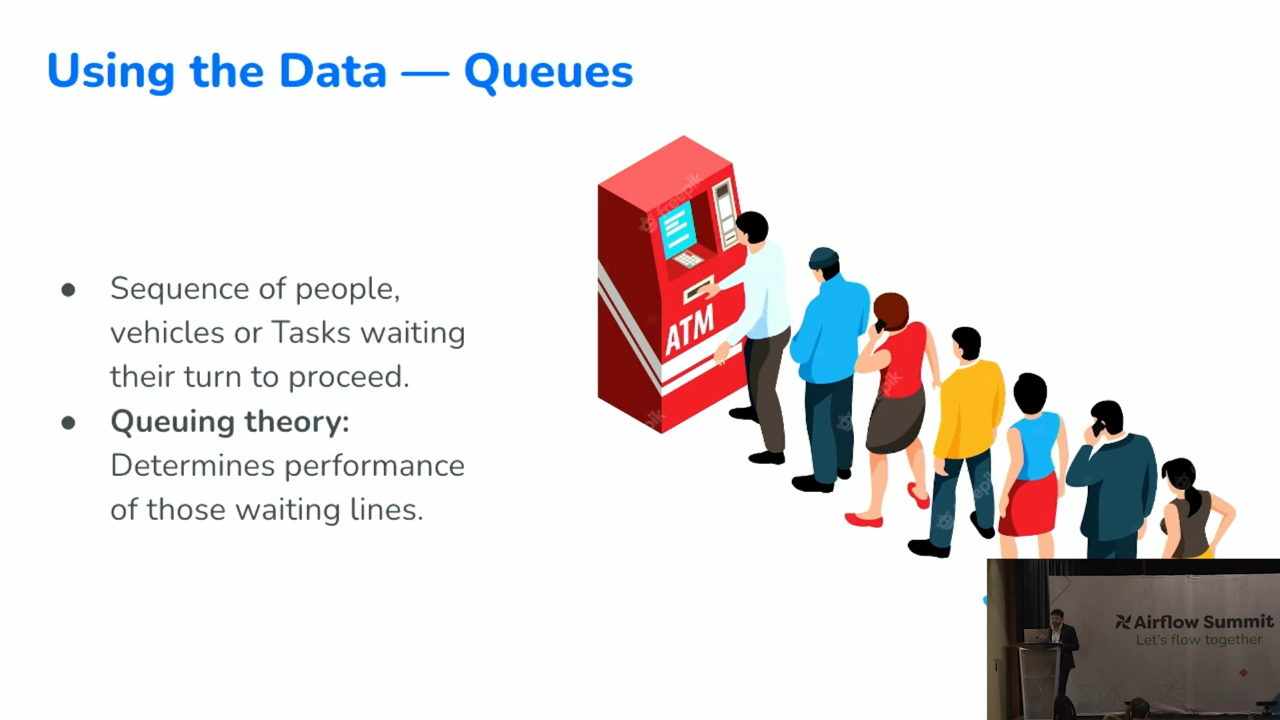 Using the Data — Queues
● Sequence of people,
vehicles or Tasks waiting
their turn to proceed.
● Queuing theory:
Determines performance
of those waiting lines.
freepik
ATM
Airflow Summit
Let's flow together